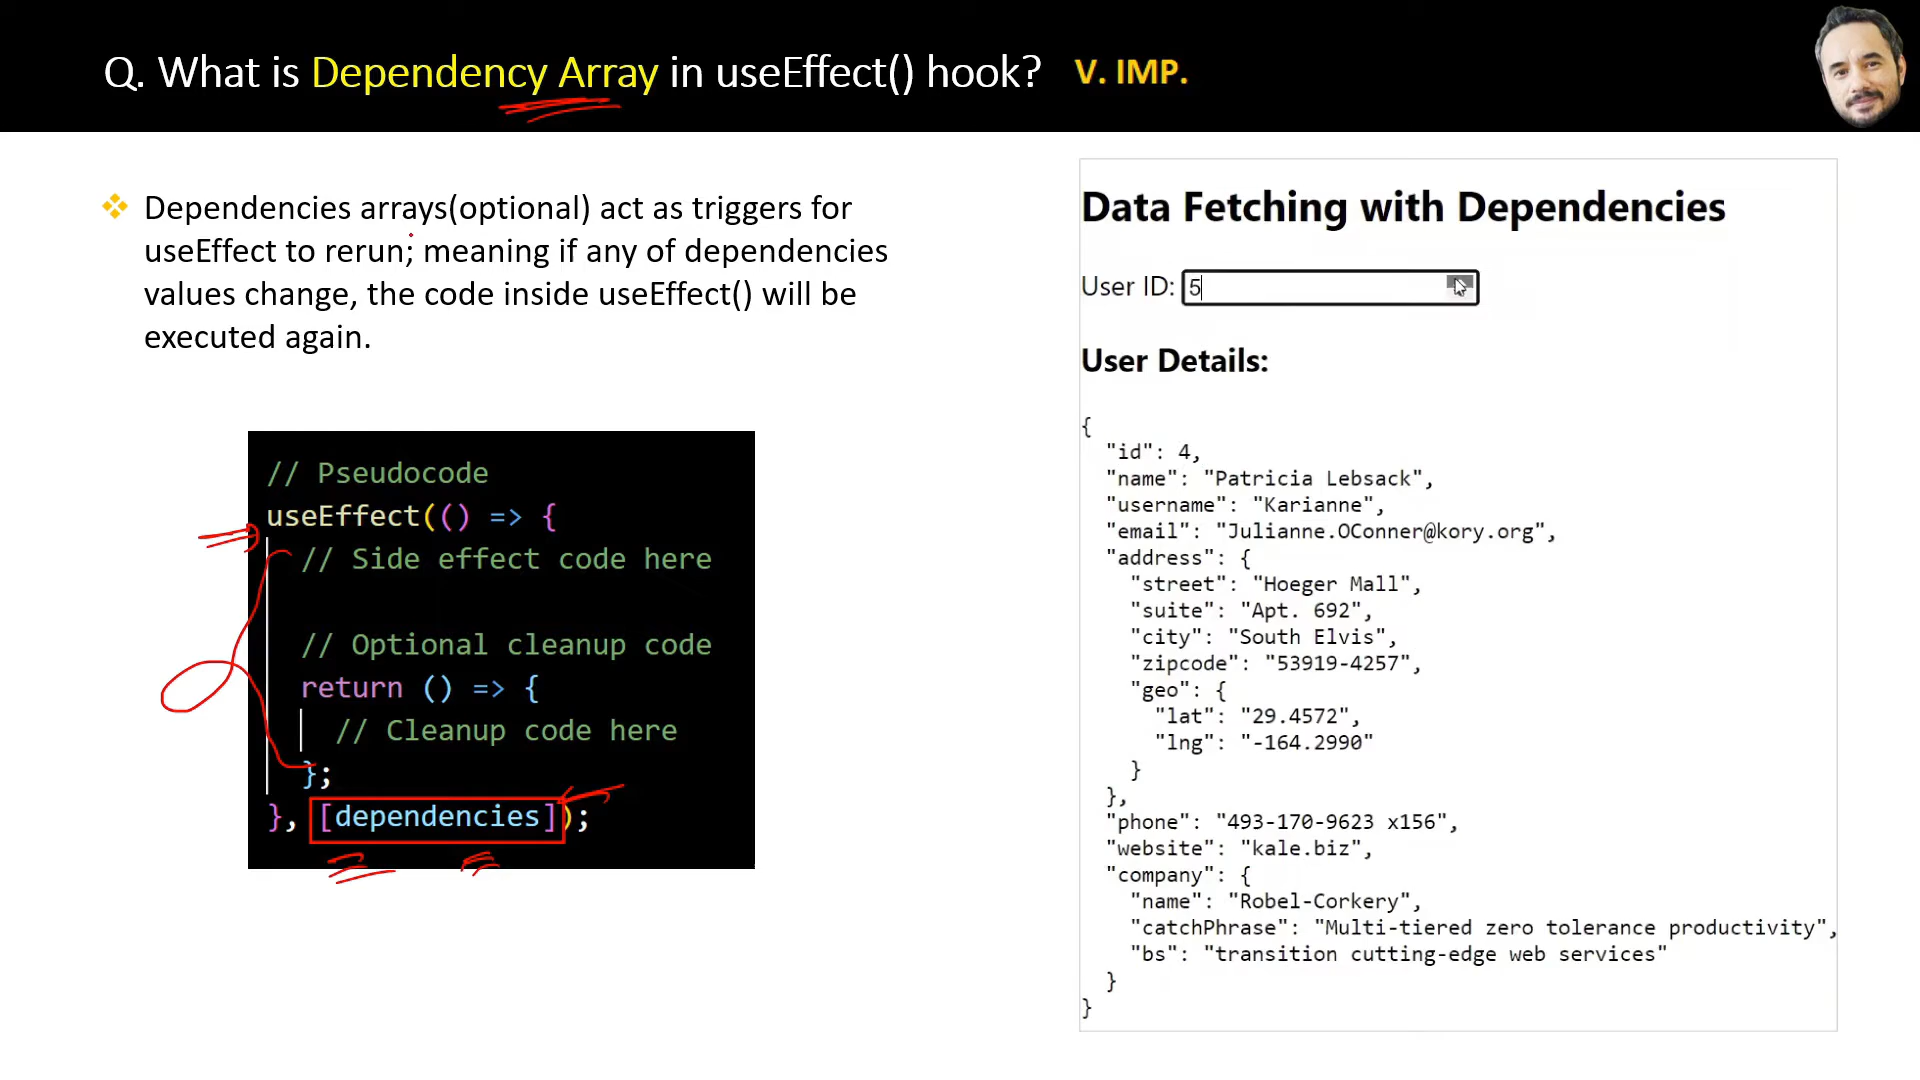 Q. What is Dependency Array in useEffect() hook? V. IMP.
Dependencies arrays(optional) act as triggers for
useEffect to rerun; meaning if any of dependencies
values change, the code inside useEffect() will be
executed again.
// Pseudocode
useEffect(() => {
// Side effect code here
// Optional cleanup code
return () => {
// Cleanup code here
};
}, [dependencies]);
Data Fetching with Dependencies
User ID: 5
User Details:
{
"id": 4,
"name": "Patricia Lebsack",
"username": "Karianne",
"email": "Julianne.OConner@kory.org",
"address": {
"street": "Hoeger Mall",
"suite": "Apt. 692",
"city": "South Elvis",
"zipcode": "53919-4257",
"geo": {
"lat": "29.4572",
"lng": "-164.2990"
}
},
"phone": "493-170-9623 x156",
"website": "kale.biz",
"company": {
"name": "Robel-Corkery",
"catchPhrase": "Multi-tiered zero tolerance productivity",
"bs": "transition cutting-edge web services"
}
}